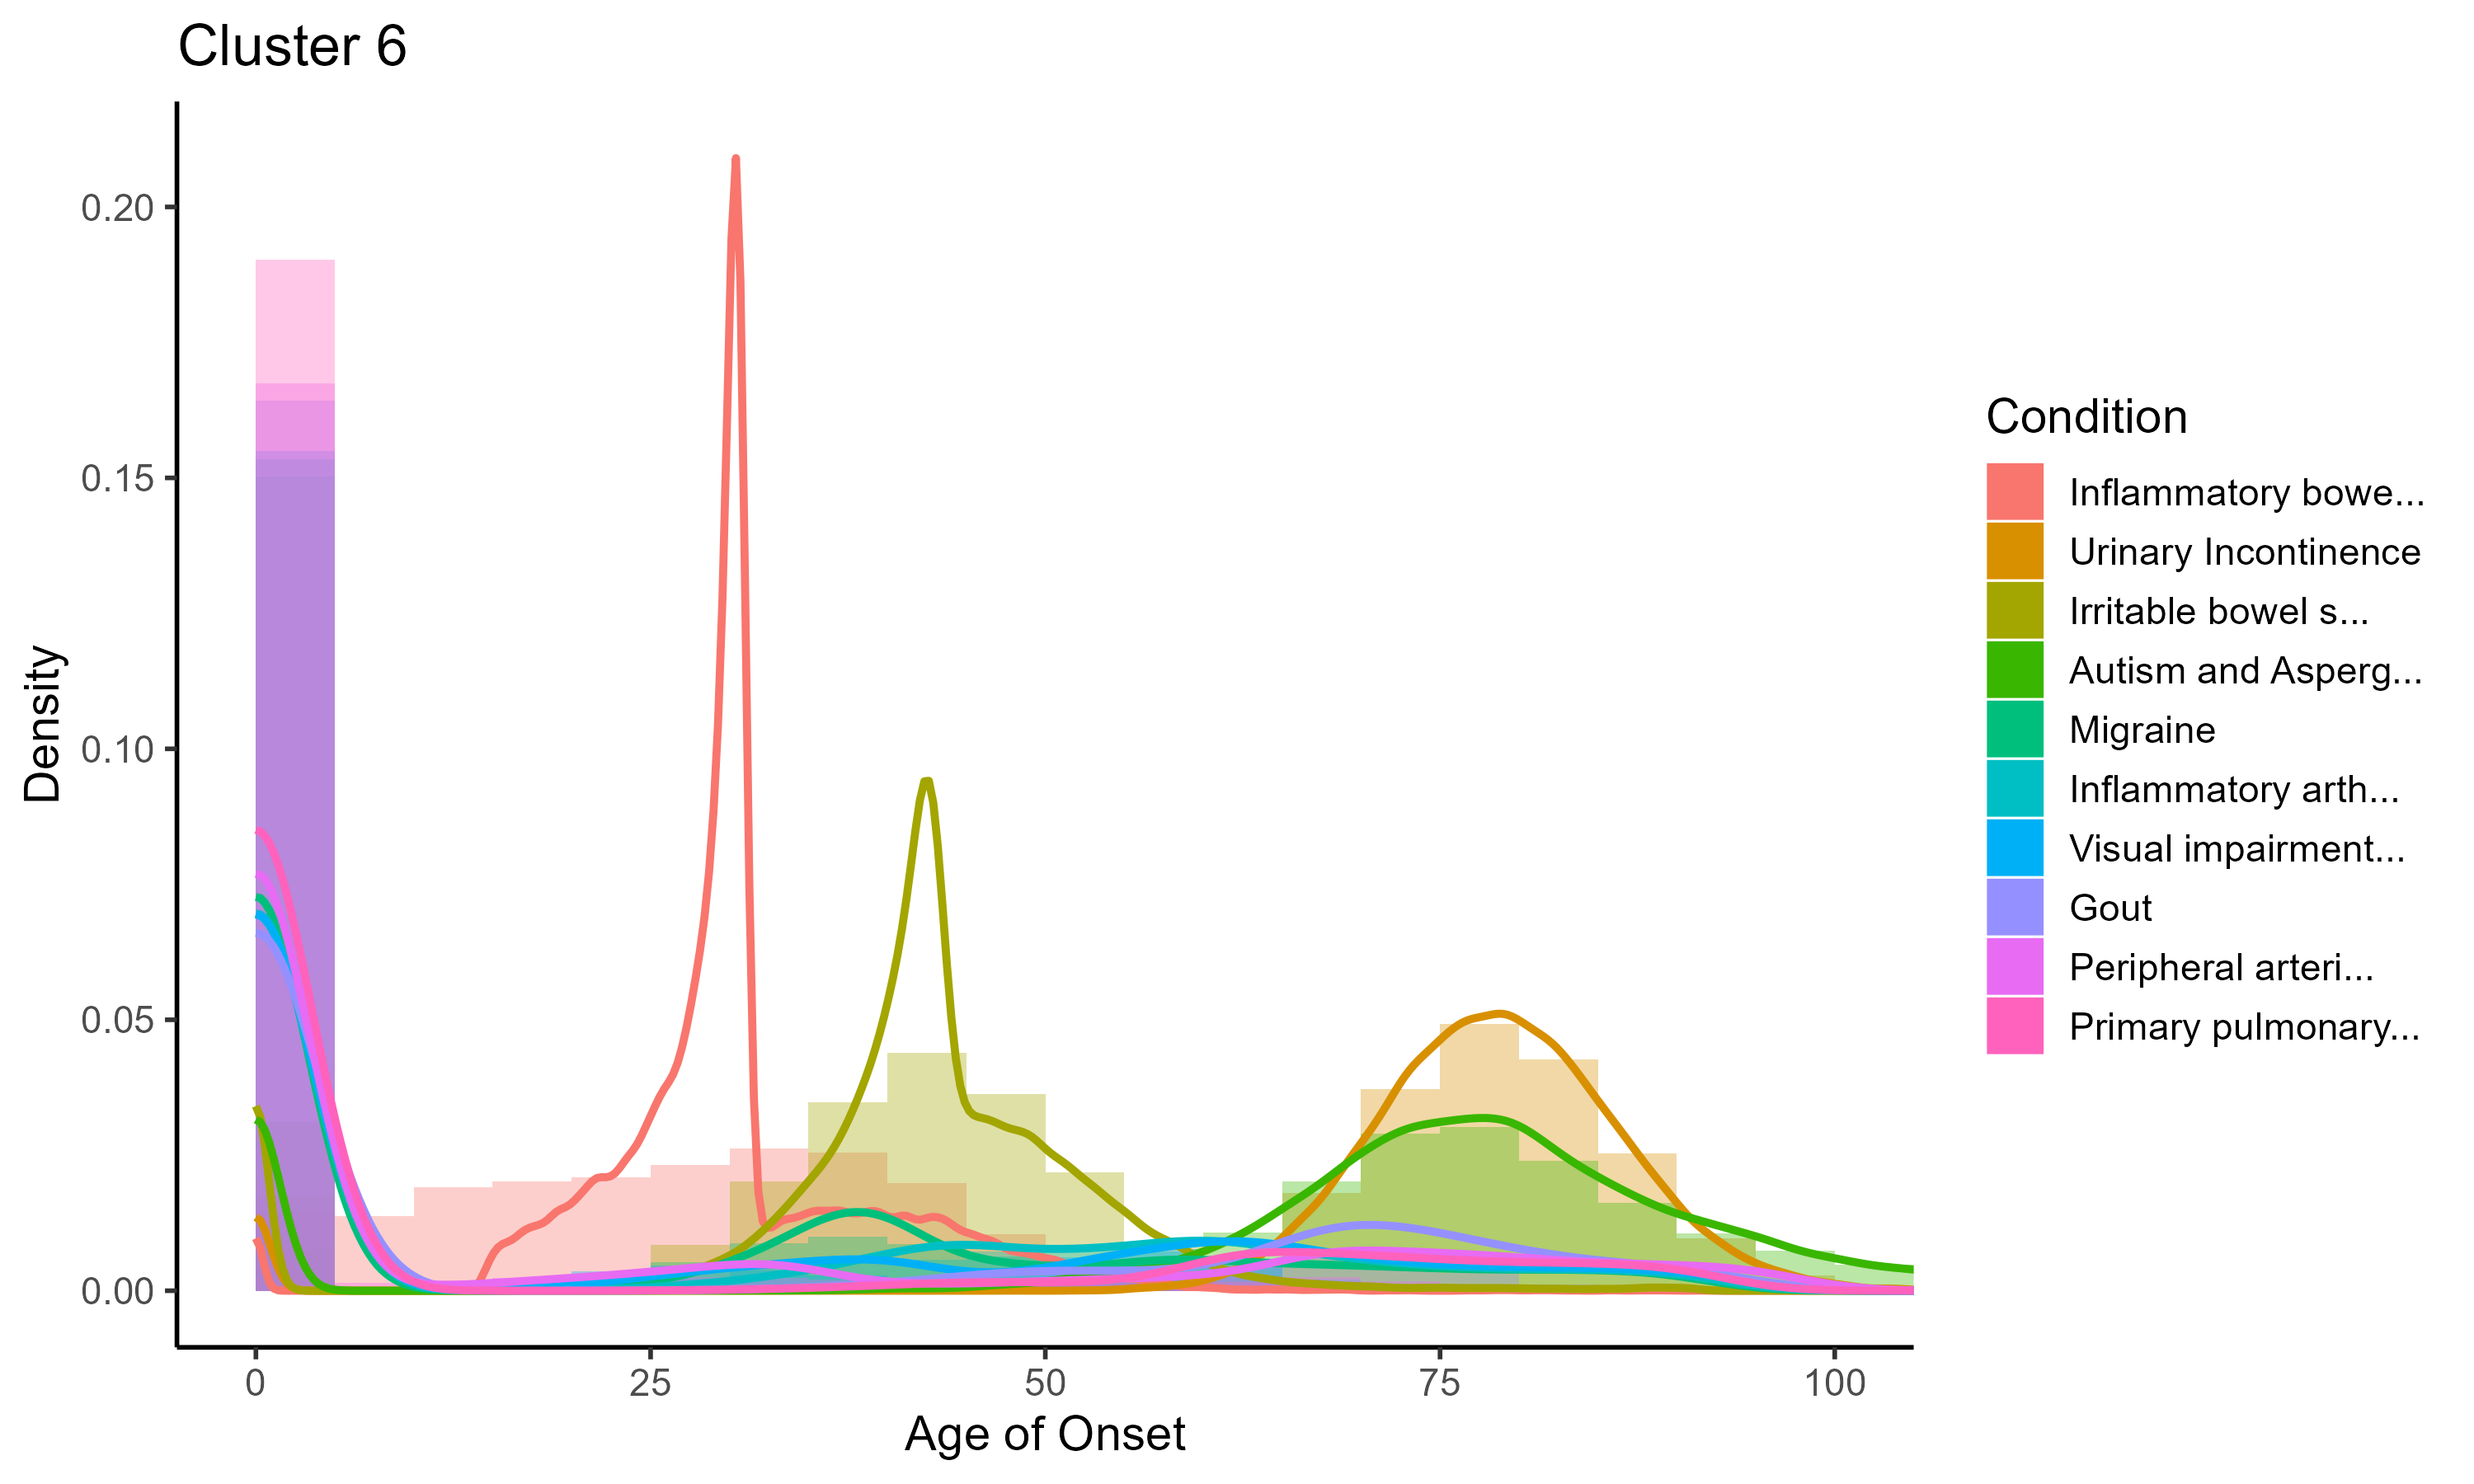 Cluster 6
0.20
0.15
0.10
0.05
0.00
Density
0
25
50
75
100
Age of Onset
Condition
Inflammatory bowe...
Urinary Incontinence
Irritable bowel s...
Autism and Asperg...
Migraine
Inflammatory arth...
Visual impairment...
Gout
Peripheral arteri...
Primary pulmonary...